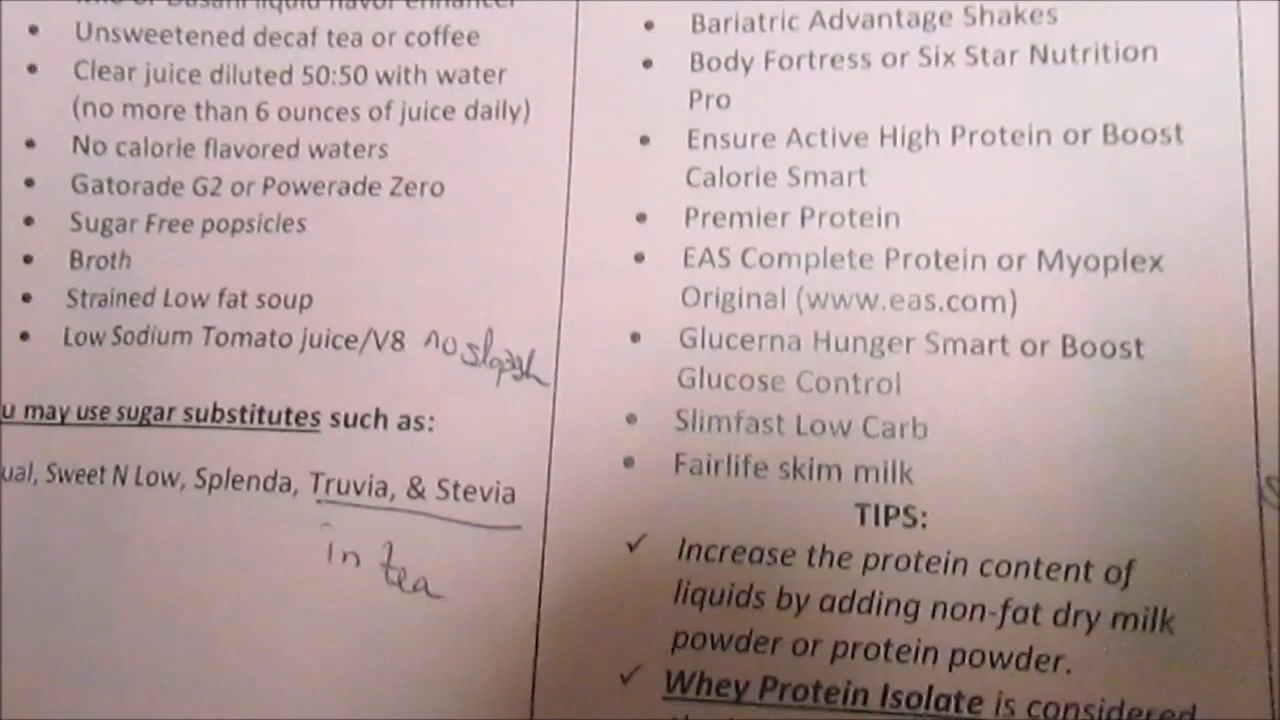 Unsweetened decaf tea or coffee
Clear juice diluted 50:50 with water
(no more than 6 ounces of juice daily)
No calorie flavored waters
Gatorade G2 or Powerade Zero
Sugar Free popsicles
Broth
Strained Low fat soup
Low Sodium Tomato juice/V8 no
u may use sugar substitutes such as:
ual, Sweet N Low, Splenda, Truvia, & Stevia
in tea
Bariatric Advantage Shakes
Body Fortress or Six Star Nutrition
Pro
Ensure Active High Protein or Boost
Calorie Smart
Premier Protein
EAS Complete Protein or Myoplex
Original (www.eas.com)
Glucerna Hunger Smart or Boost
Glucose Control
Slimfast Low Carb
Fairlife skim milk
TIPS:
✓ Increase the protein content of
liquids by adding non-fat dry milk
powder or protein powder.
✓ Whey Protein Isolate is considered